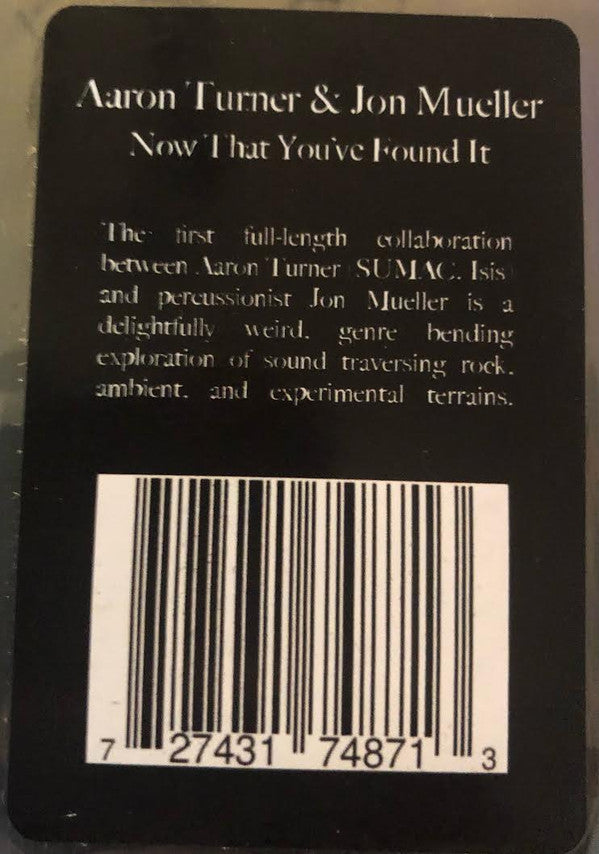 Aaron Turner & Jon Mueller
Now That You've Found It
The first full-length collaboration
between Aaron Turner (SUMAC, Isis)
and percussionist Jon Mueller is a
delightfully weird, genre bending
exploration of sound traversing rock,
ambient, and experimental terrains.
7 27431 74871 3